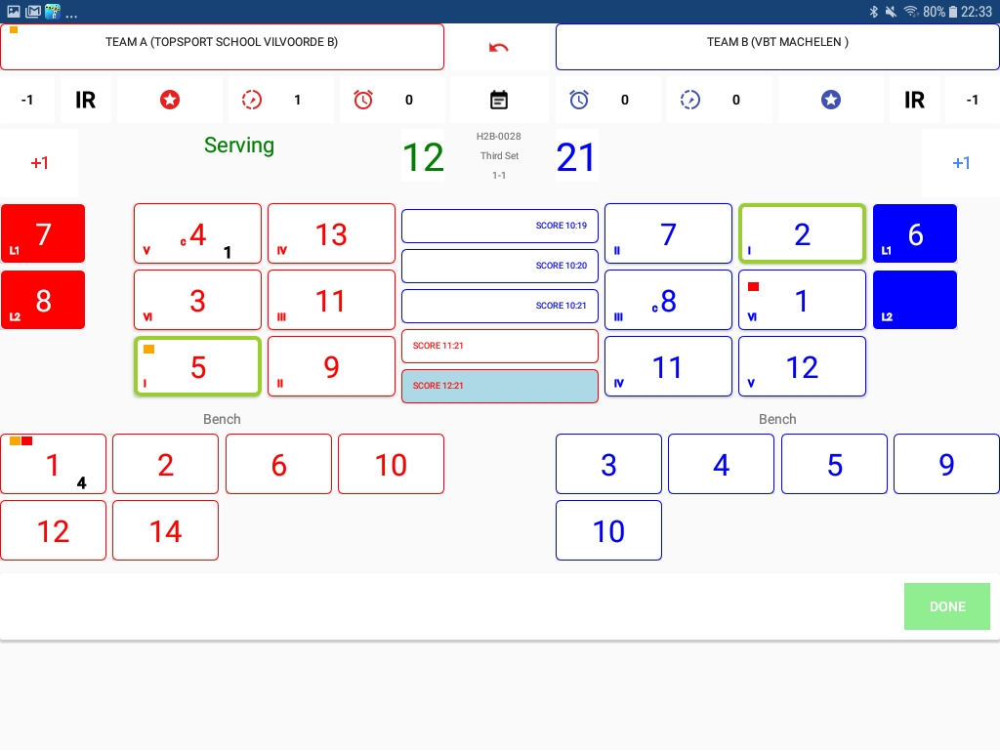 ... 80% 22:33
TEAM A (TOPSPORT SCHOOL VILVOORDE B)
TEAM B (VBT MACHELEN )
-1 IR 1 0 0 0 IR -1
+1 Serving 12 H2B-0028 21 +1
Third Set
1-1
7 L1 c 4 V 1 13 IV SCORE 10:19 7 II 2 I 6 L1
SCORE 10:20
8 L2 3 VI 11 III SCORE 10:21 c 8 III 1 VI L2
SCORE 11:21
5 I 9 II SCORE 12:21 11 IV 12 V
Bench Bench
1 4 2 6 10 3 4 5 9
12 14 10
DONE